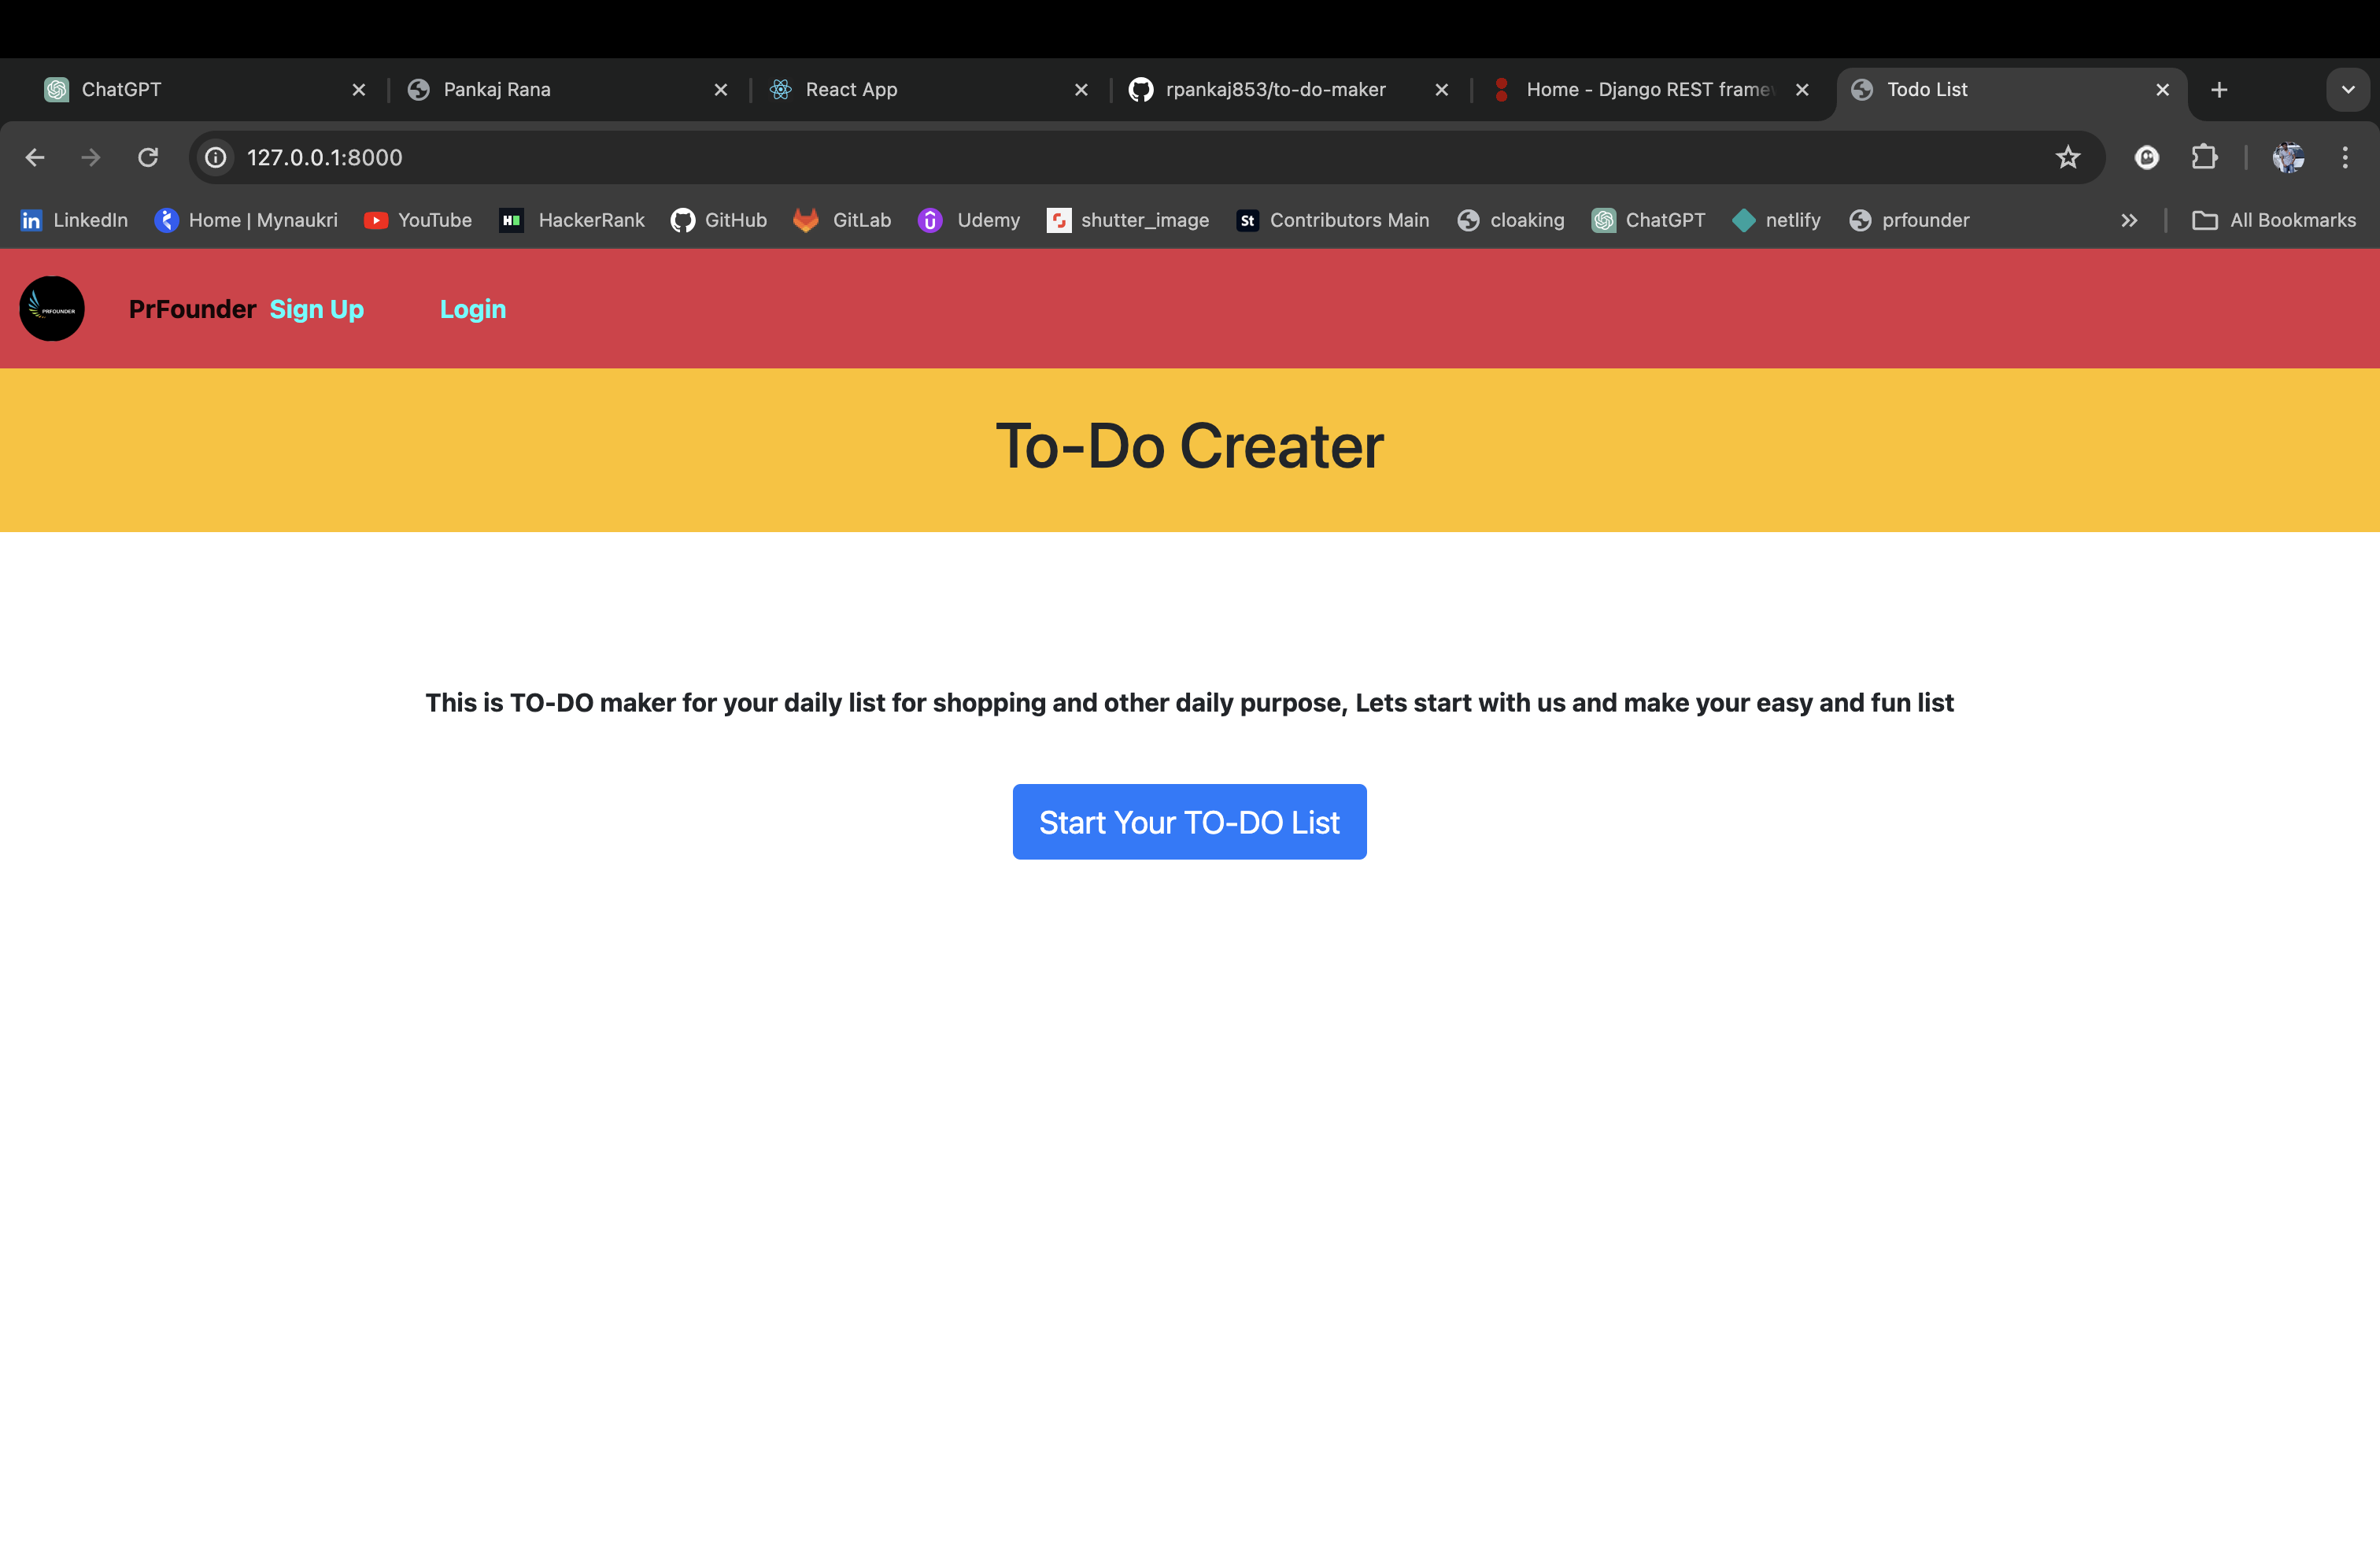 ChatGPT
Pankaj Rana
React App
rpankaj853/to-do-maker
Home - Django REST framew
Todo List
127.0.0.1:8000
LinkedIn Home | Mynaukri YouTube HackerRank GitHub GitLab Udemy shutter_image Contributors Main cloaking ChatGPT netlify prfounder All Bookmarks
PRFOUNDER PrFounder Sign Up Login
To-Do Creater
This is TO-DO maker for your daily list for shopping and other daily purpose, Lets start with us and make your easy and fun list
Start Your TO-DO List